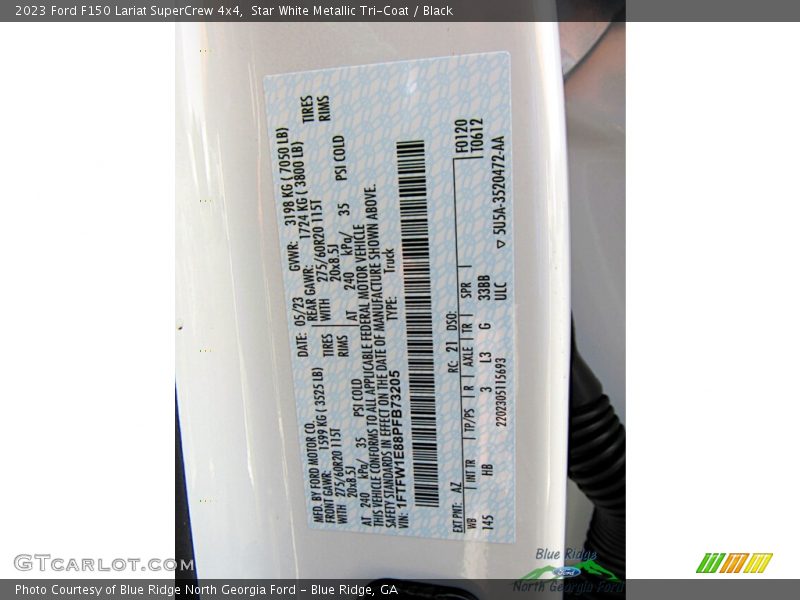 2023 Ford F150 Lariat SuperCrew 4x4,  Star White Metallic Tri-Coat / Black
MFD. BY FORD MOTOR CO.
DATE: 05/23 GVWR: 3198 KG ( 7050 LB)
FRONT GAWR: 1599 KG ( 3525 LB)
REAR GAWR: 1724 KG ( 3800 LB)
WITH 275/60R20 115T TIRES
WITH 275/60R20 115T TIRES
20x8.5J RIMS
20x8.5J RIMS
AT 240 kPa/ 35 PSI COLD
AT 240 kPa/ 35 PSI COLD
THIS VEHICLE CONFORMS TO ALL APPLICABLE FEDERAL MOTOR VEHICLE
SAFETY STANDARDS IN EFFECT ON THE DATE OF MANUFACTURE SHOWN ABOVE.
VIN: 1FTFW1E88PFB73205 TYPE: Truck
EXT PNT: AZ RC: 21 DSO: F0120
WB INT TR TP/PS R AXLE TR SPR T0612
145 HB 3 L3 G 33BB
2202305115693 ULC ▽ 5U5A-3520472-AA
GTcarlot.com
Blue Ridge
Ford
North Georgia Ford
Photo Courtesy of Blue Ridge North Georgia Ford - Blue Ridge, GA